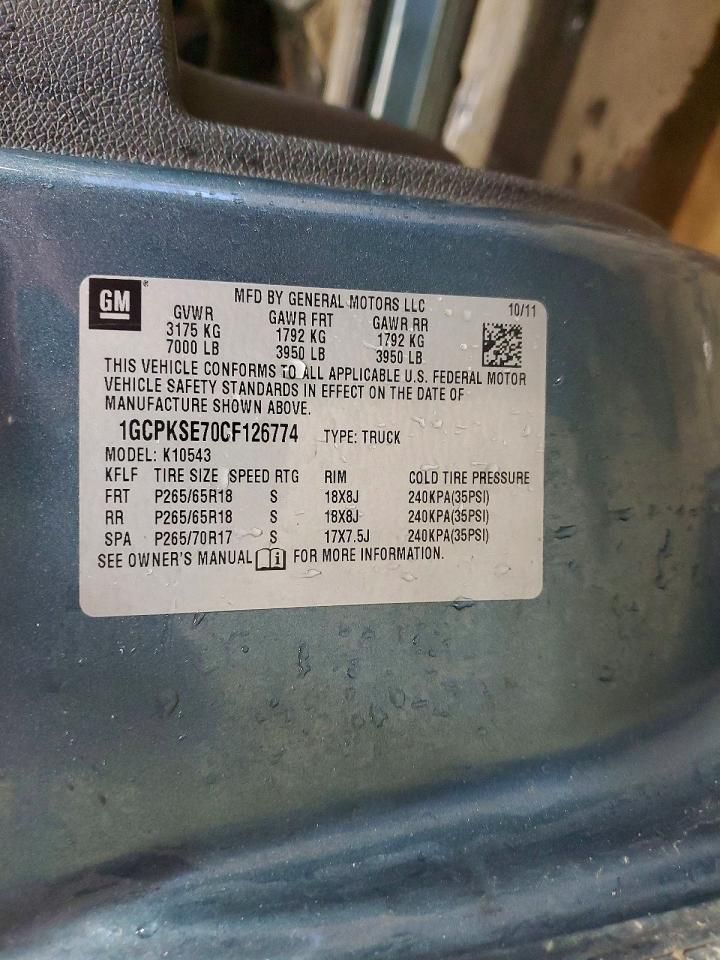 GM
MFD BY GENERAL MOTORS LLC 10/11
GVWR GAWR FRT GAWR RR
3175 KG 1792 KG 1792 KG
7000 LB 3950 LB 3950 LB
THIS VEHICLE CONFORMS TO ALL APPLICABLE U.S. FEDERAL MOTOR
VEHICLE SAFETY STANDARDS IN EFFECT ON THE DATE OF
MANUFACTURE SHOWN ABOVE.
1GCPKSE70CF126774 TYPE: TRUCK
MODEL: K10543
KFLF TIRE SIZE SPEED RTG RIM COLD TIRE PRESSURE
FRT P265/65R18 S 18X8J 240KPA(35PSI)
RR P265/65R18 S 18X8J 240KPA(35PSI)
SPA P265/70R17 S 17X7.5J 240KPA(35PSI)
SEE OWNER'S MANUAL FOR MORE INFORMATION.